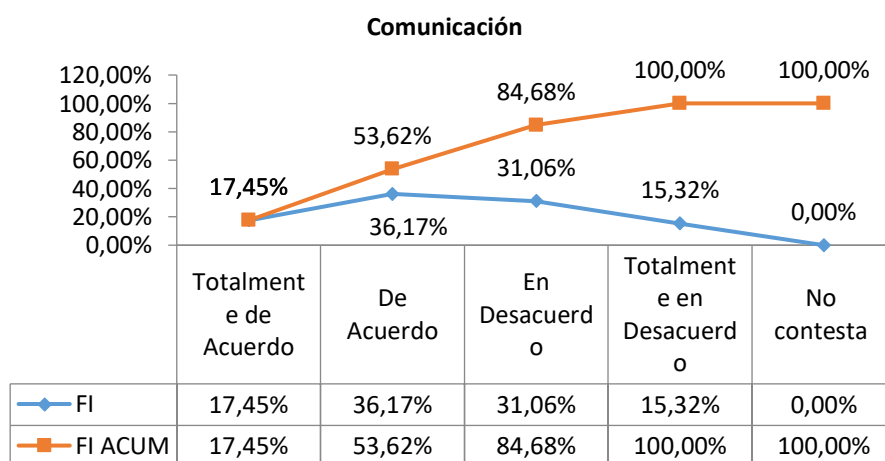 Comunicación
120,00%
100,00%
80,00%
60,00%
40,00%
20,00%
0,00%
17,45%
53,62%
84,68%
100,00%
100,00%
36,17%
31,06%
15,32%
0,00%
Totalment
e de
Acuerdo
De
Acuerdo
En
Desacuerd
o
Totalment
e en
Desacuerd
o
No
contesta
FI 17,45% 36,17% 31,06% 15,32% 0,00%
FI ACUM 17,45% 53,62% 84,68% 100,00% 100,00%